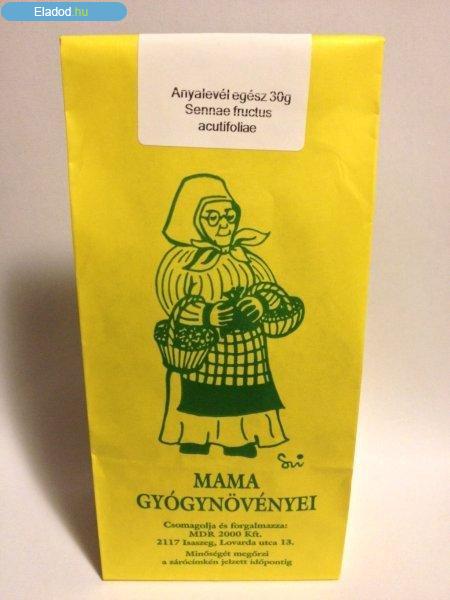 Eladod.hu
Anyalevél egész 30g
Sennae fructus
acutifoliae
MAMA
GYÓGYNÖVÉNYEI
Csomagolja és forgalmazza:
MDR 2000 Kft.
2117 Isaszeg, Lovarda utca 13.
Minőségét megőrzi
a zárócímkén jelzett időpontig